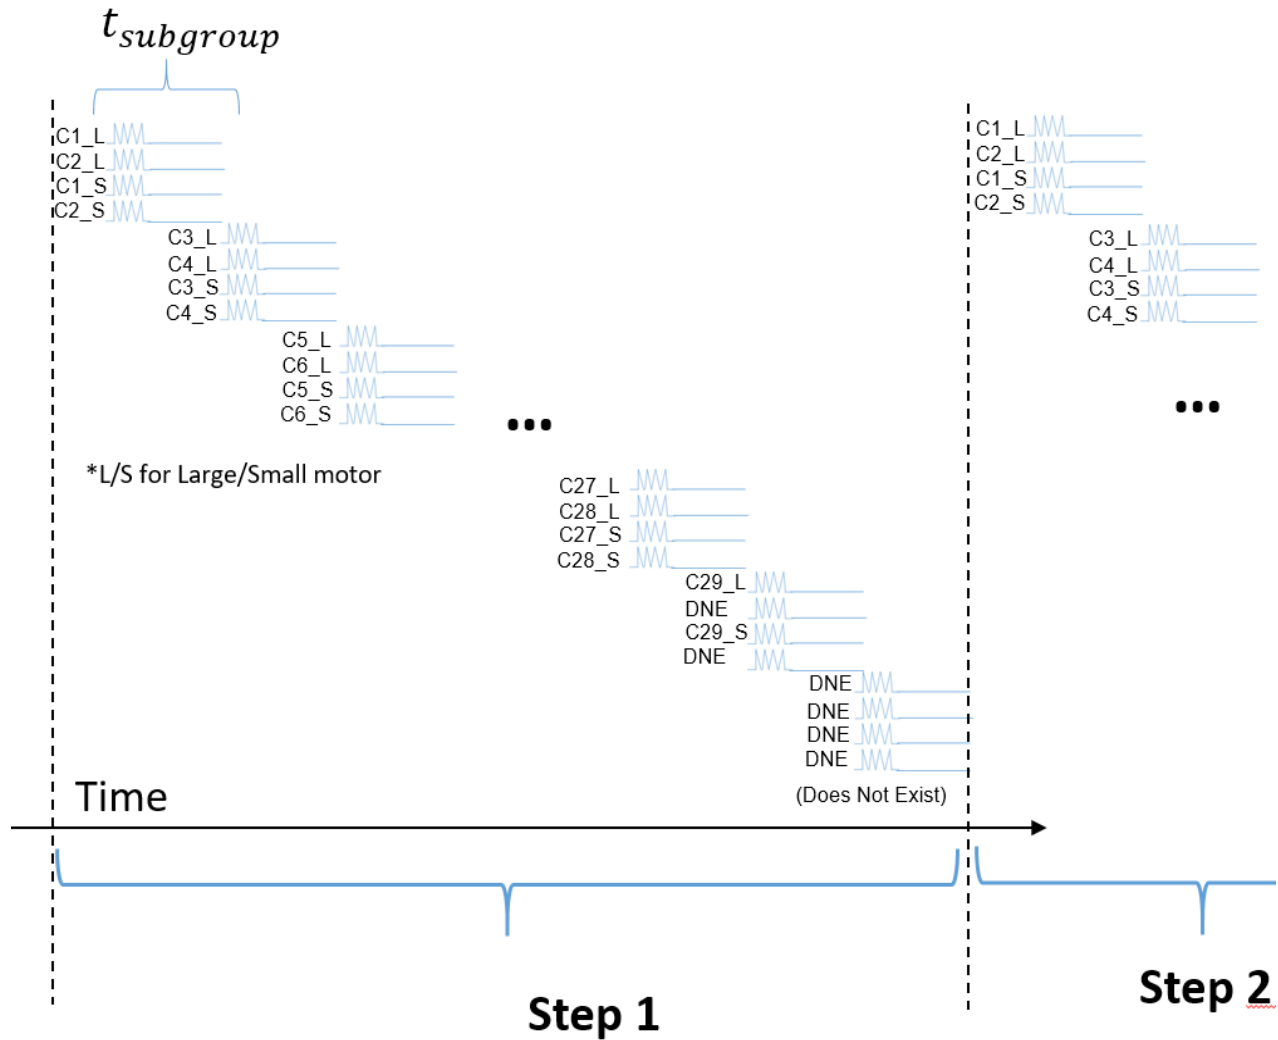 t_subgroup
C1_L
C2_L
C1_S
C2_S
C3_L
C4_L
C3_S
C4_S
C5_L
C6_L
C5_S
C6_S
...
*L/S for Large/Small motor
C27_L
C28_L
C27_S
C28_S
C29_L
DNE
C29_S
DNE
DNE
DNE
DNE
DNE
(Does Not Exist)
Time
Step 1
C1_L
C2_L
C1_S
C2_S
C3_L
C4_L
C3_S
C4_S
...
Step 2